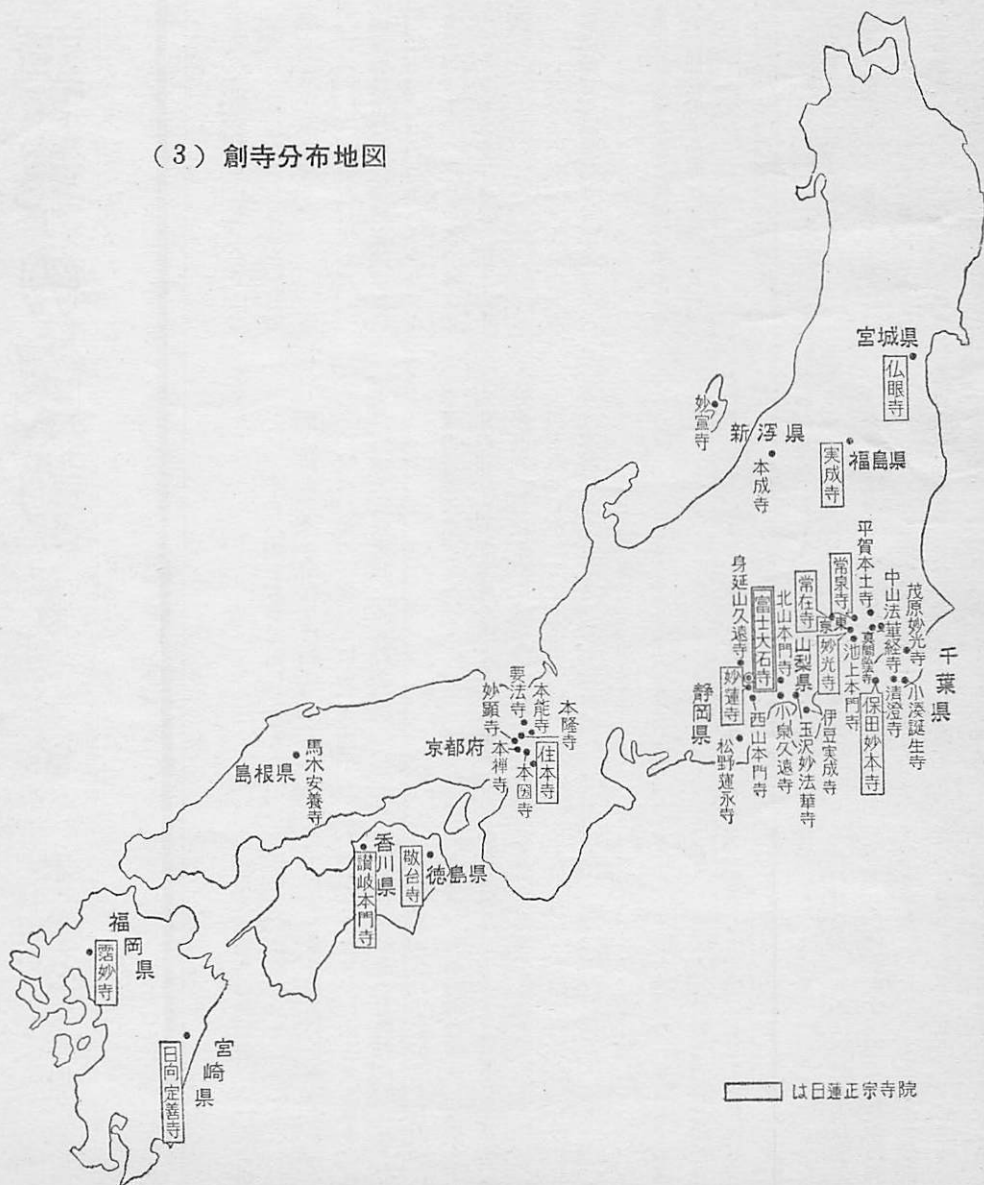 (3) 創寺分布地図
宮城県
仏眼寺
妙宣寺
新潟県
本成寺
実成寺
福島県
平賀本土寺
常泉寺
中山法華経寺
茂原妙光寺
千葉県
小湊誕生寺
清澄寺
保田妙本寺
池上本門寺
東京
妙光寺
常在寺
山梨県
北山本門寺
富士大石寺
身延山久遠寺
妙蓮寺
静岡県
松野蓮永寺
西山本門寺
小泉久遠寺
玉沢妙法華寺
伊豆実成寺
本隆寺
本能寺
要法寺
妙顕寺
京都府
住本寺
本禅寺
本国寺
島根県
馬木安養寺
香川県
讃岐本門寺
敬台寺
徳島県
福岡県
霑妙寺
宮崎県
日向定善寺
は日蓮正宗寺院